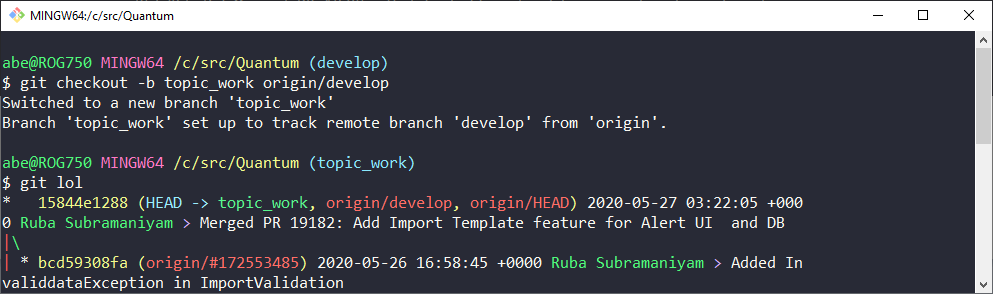 MINGW64:/c/src/Quantum
abe@ROG750 MINGW64 /c/src/Quantum (develop)
$ git checkout -b topic_work origin/develop
Switched to a new branch 'topic_work'
Branch 'topic_work' set up to track remote branch 'develop' from 'origin'.
abe@ROG750 MINGW64 /c/src/Quantum (topic_work)
$ git lol
*   15844e1288 (HEAD -> topic_work, origin/develop, origin/HEAD) 2020-05-27 03:22:05 +000
0 Ruba Subramaniyam > Merged PR 19182: Add Import Template feature for Alert UI  and DB
|\
| * bcd59308fa (origin/#172553485) 2020-05-26 16:58:45 +0000 Ruba Subramaniyam > Added In
validdataException in ImportValidation